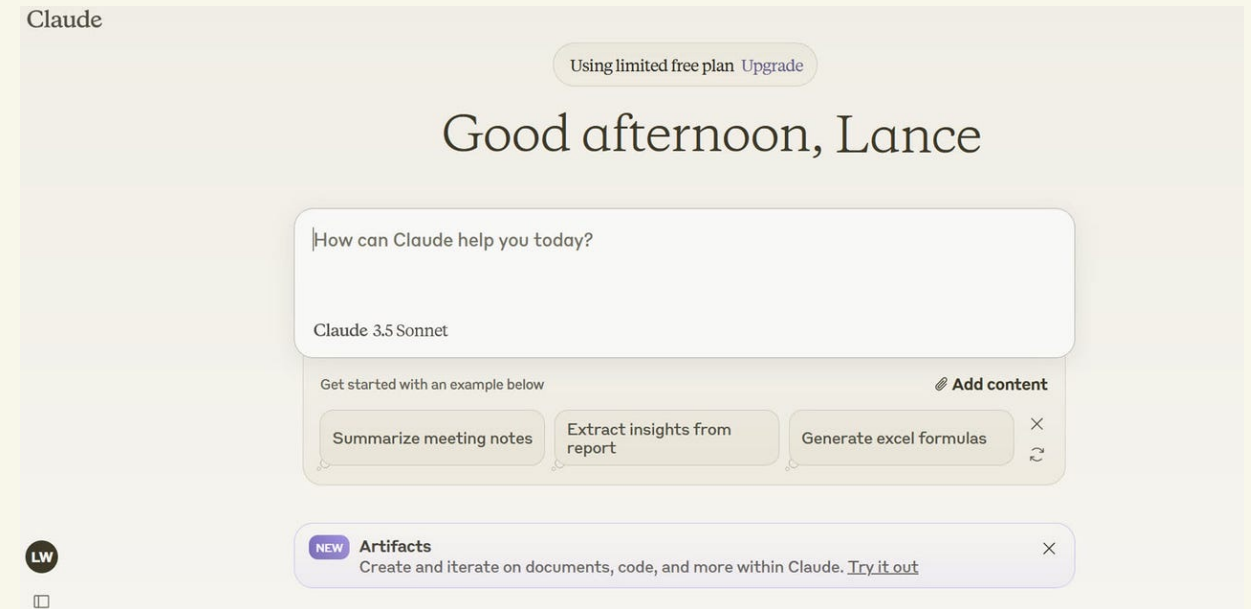 Claude
Using limited free plan Upgrade
Good afternoon, Lance
How can Claude help you today?
Claude 3.5 Sonnet
Get started with an example below
Add content
Summarize meeting notes
Extract insights from
report
Generate excel formulas
NEW Artifacts
Create and iterate on documents, code, and more within Claude. Try it out
LW